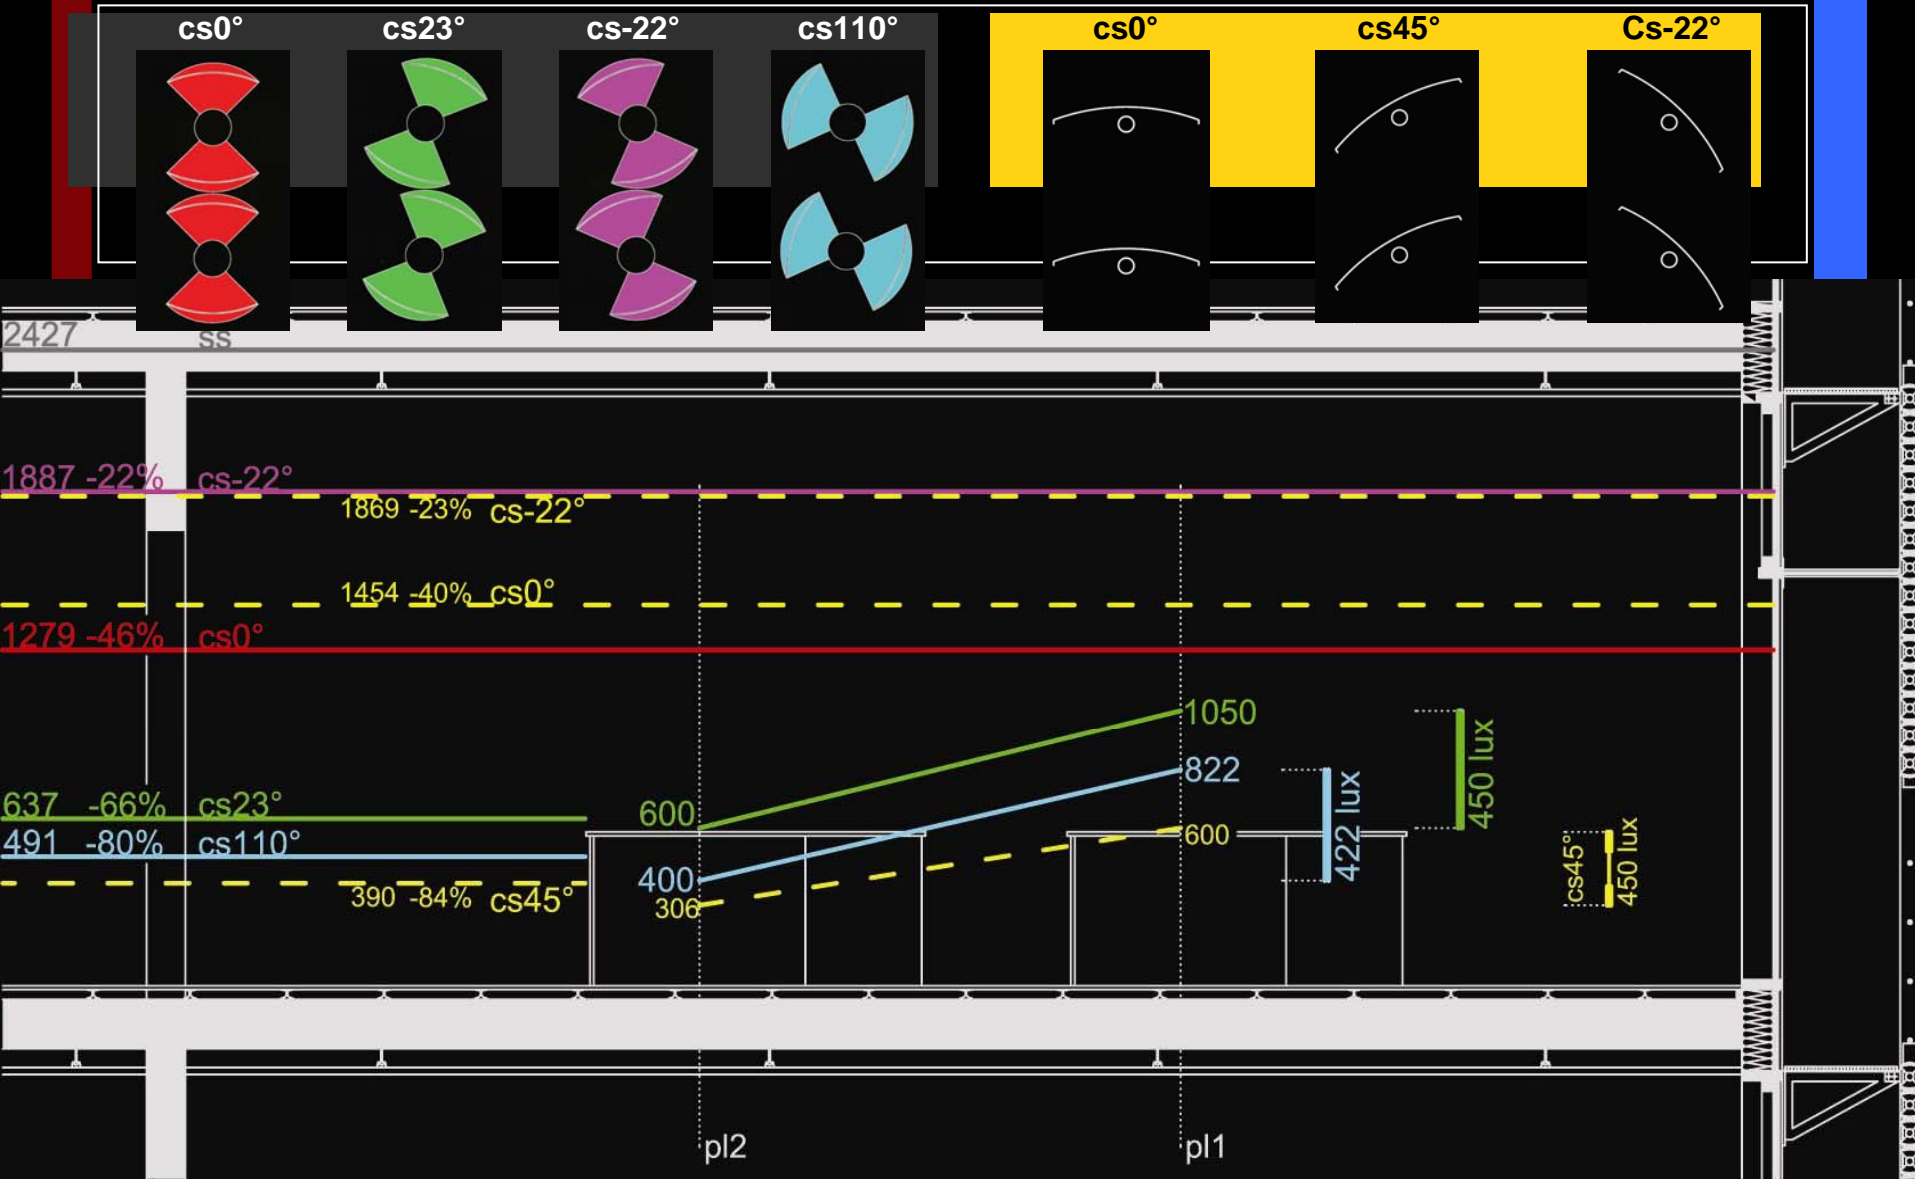 cs0° cs23° cs-22° cs110° cs0° cs45° Cs-22°
2427 ss
1887 -22% cs-22°
1869 -23% cs-22°
1454 -40% cs0°
1279 -46% cs0°
1050
822
450 lux
422 lux
637 -66% cs23°
600
600
491 -80% cs110°
400
390 -84% cs45°
306
cs45°
450 lux
pl2
pl1